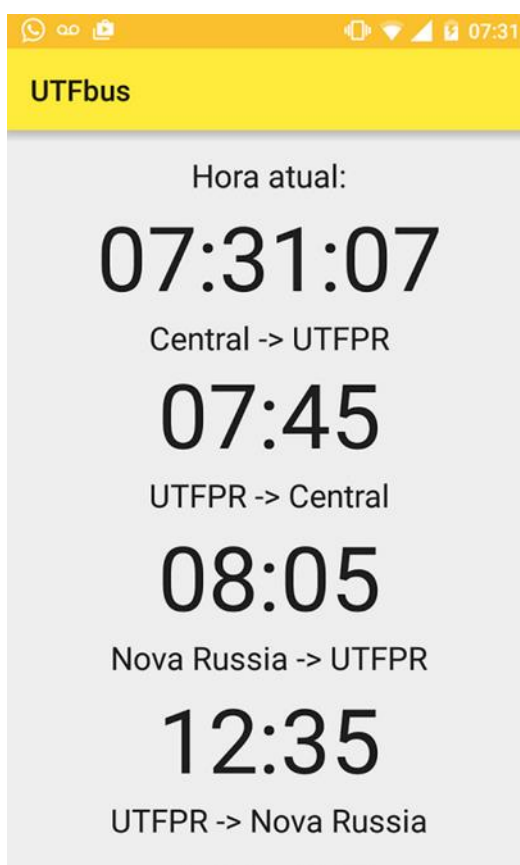 07:31
UTFbus
Hora atual:
07:31:07
Central -> UTFPR
07:45
UTFPR -> Central
08:05
Nova Russia -> UTFPR
12:35
UTFPR -> Nova Russia